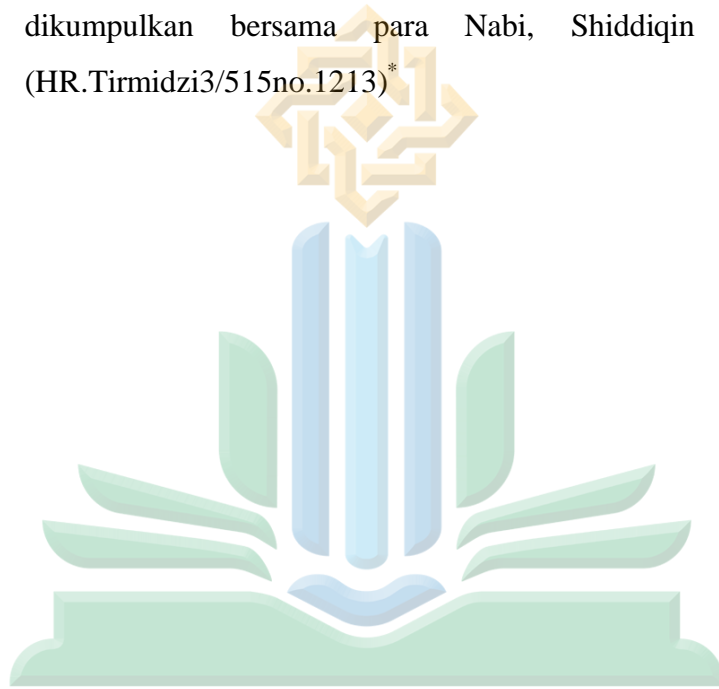 dikumpulkan bersama para Nabi, Shiddiqin
(HR.Tirmidzi3/515no.1213)*